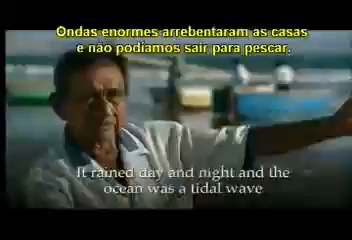 Ondas enormes arrebentaram as casas
e não podíamos sair para pescar.
It rained day and night and the
ocean was a tidal wave